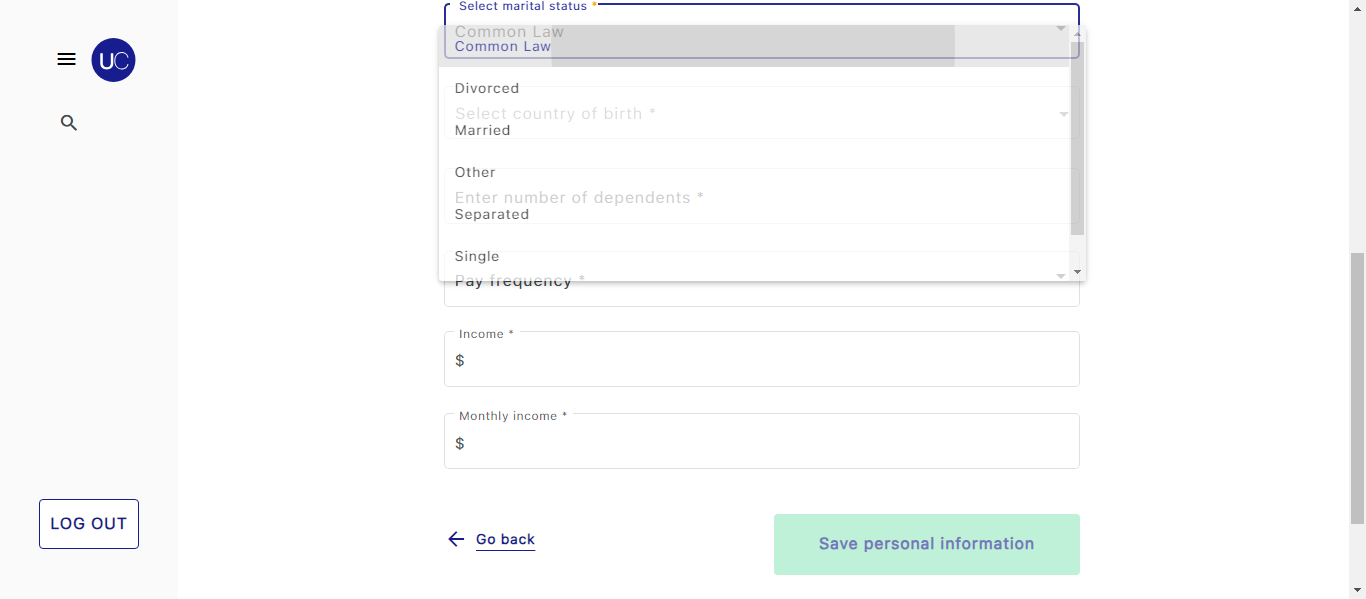 Select marital status *
UC
Common Law
Common Law
Divorced
Select country of birth *
Married
Other
Enter number of dependents *
Separated
Single
Pay frequency *
Income *
$
Monthly income *
$
LOG OUT
Go back
Save personal information